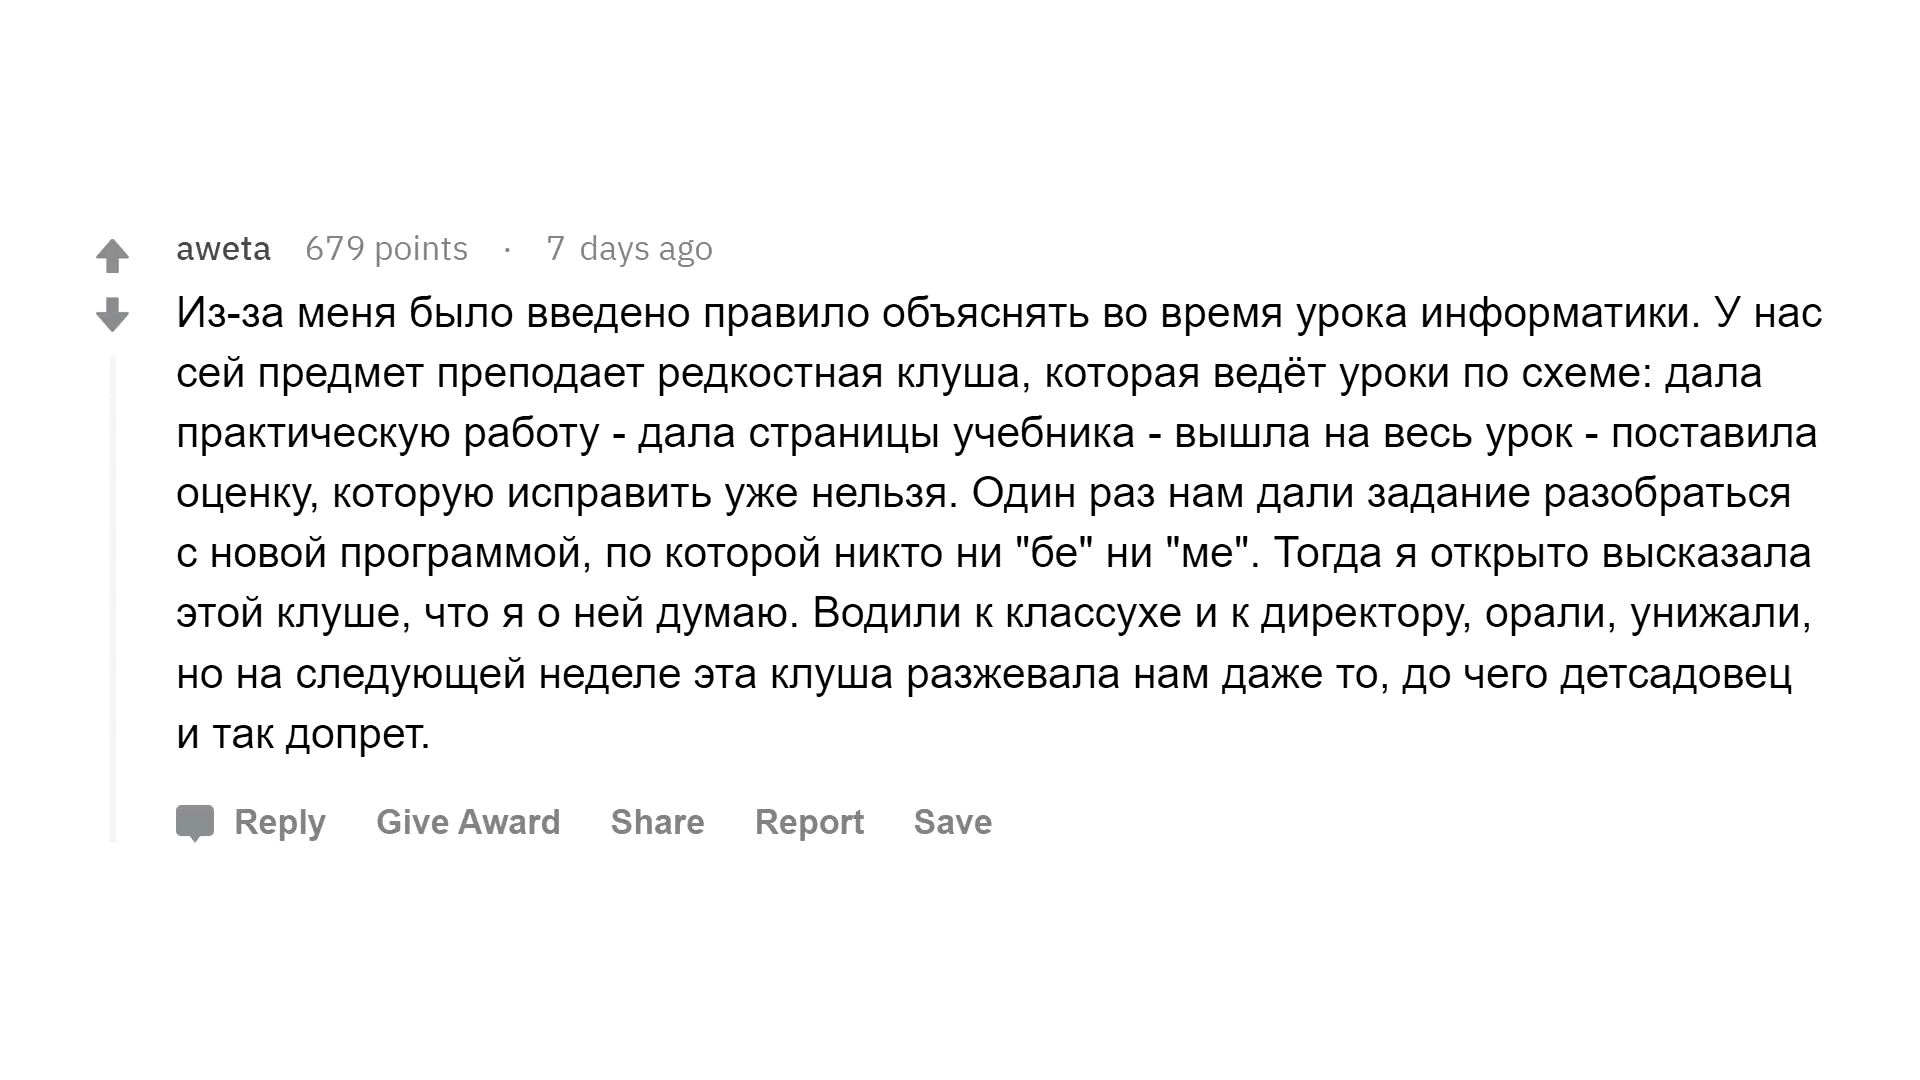 aweta 679 points · 7 days ago
Из-за меня было введено правило объяснять во время урока информатики. У нас
сей предмет преподает редкостная клуша, которая ведёт уроки по схеме: дала
практическую работу - дала страницы учебника - вышла на весь урок - поставила
оценку, которую исправить уже нельзя. Один раз нам дали задание разобраться
с новой программой, по которой никто ни "бе" ни "ме". Тогда я открыто высказала
этой клуше, что я о ней думаю. Водили к классухе и к директору, орали, унижали,
но на следующей неделе эта клуша разжевала нам даже то, до чего детсадовец
и так допрет.
Reply Give Award Share Report Save